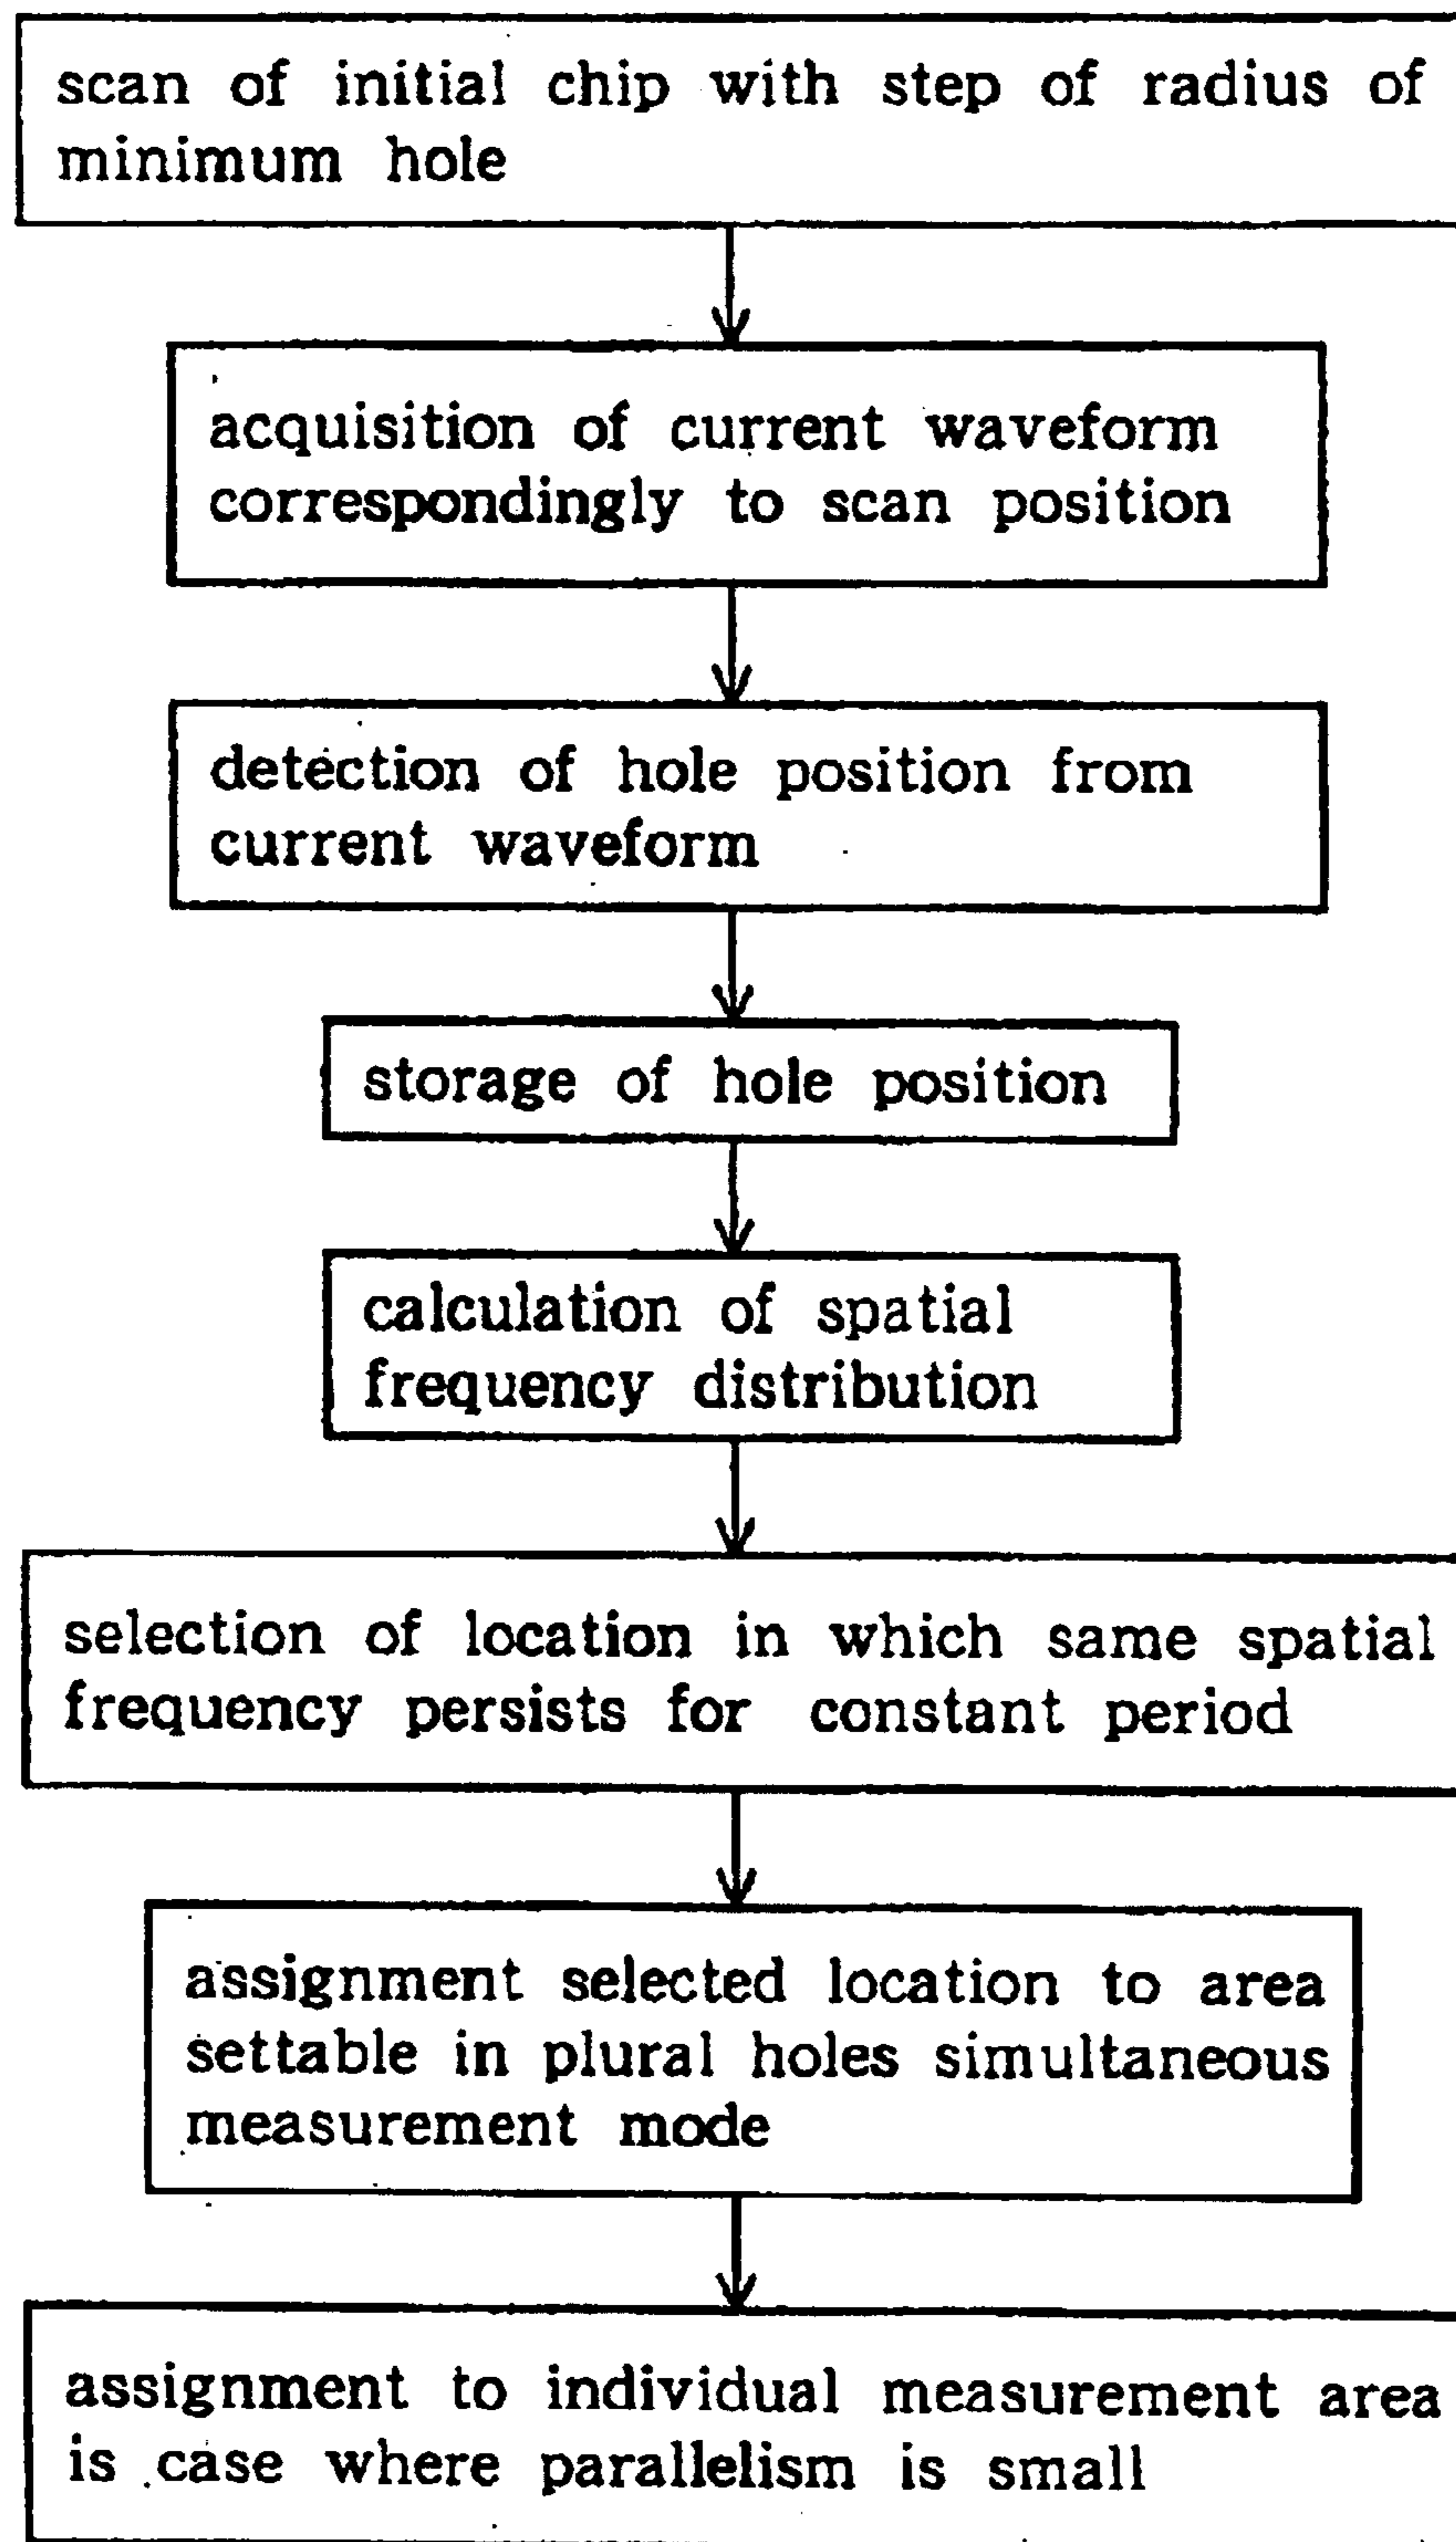 scan of initial chip with step of radius of
minimum hole
acquisition of current waveform
correspondingly to scan position
detection of hole position from
current waveform
storage of hole position
calculation of spatial
frequency distribution
selection of location in which same spatial
frequency persists for constant period
assignment selected location to area
settable in plural holes simultaneous
measurement mode
assignment to individual measurement area
is case where parallelism is small